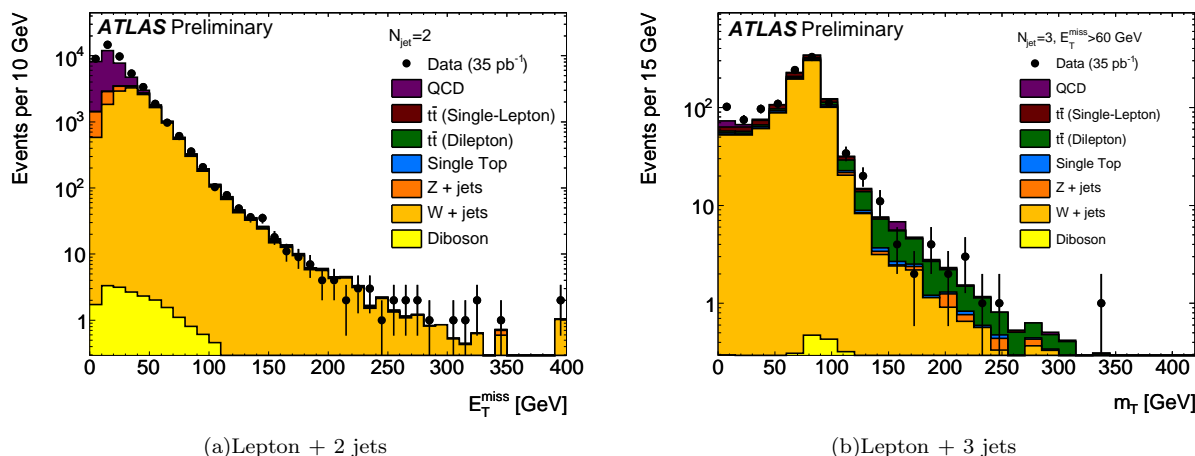 ATLAS Preliminary
N_jet=2
Data (35 pb⁻¹)
QCD
tt̄ (Single-Lepton)
tt̄ (Dilepton)
Single Top
Z + jets
W + jets
Diboson
Events per 10 GeV
10⁴
10³
10²
10
1
0 50 100 150 200 250 300 350 400
E_T^miss [GeV]
(a)Lepton + 2 jets
ATLAS Preliminary
N_jet=3, E_T^miss>60 GeV
Data (35 pb⁻¹)
QCD
tt̄ (Single-Lepton)
tt̄ (Dilepton)
Single Top
Z + jets
W + jets
Diboson
Events per 15 GeV
10²
10
1
0 50 100 150 200 250 300 350 400
m_T [GeV]
(b)Lepton + 3 jets